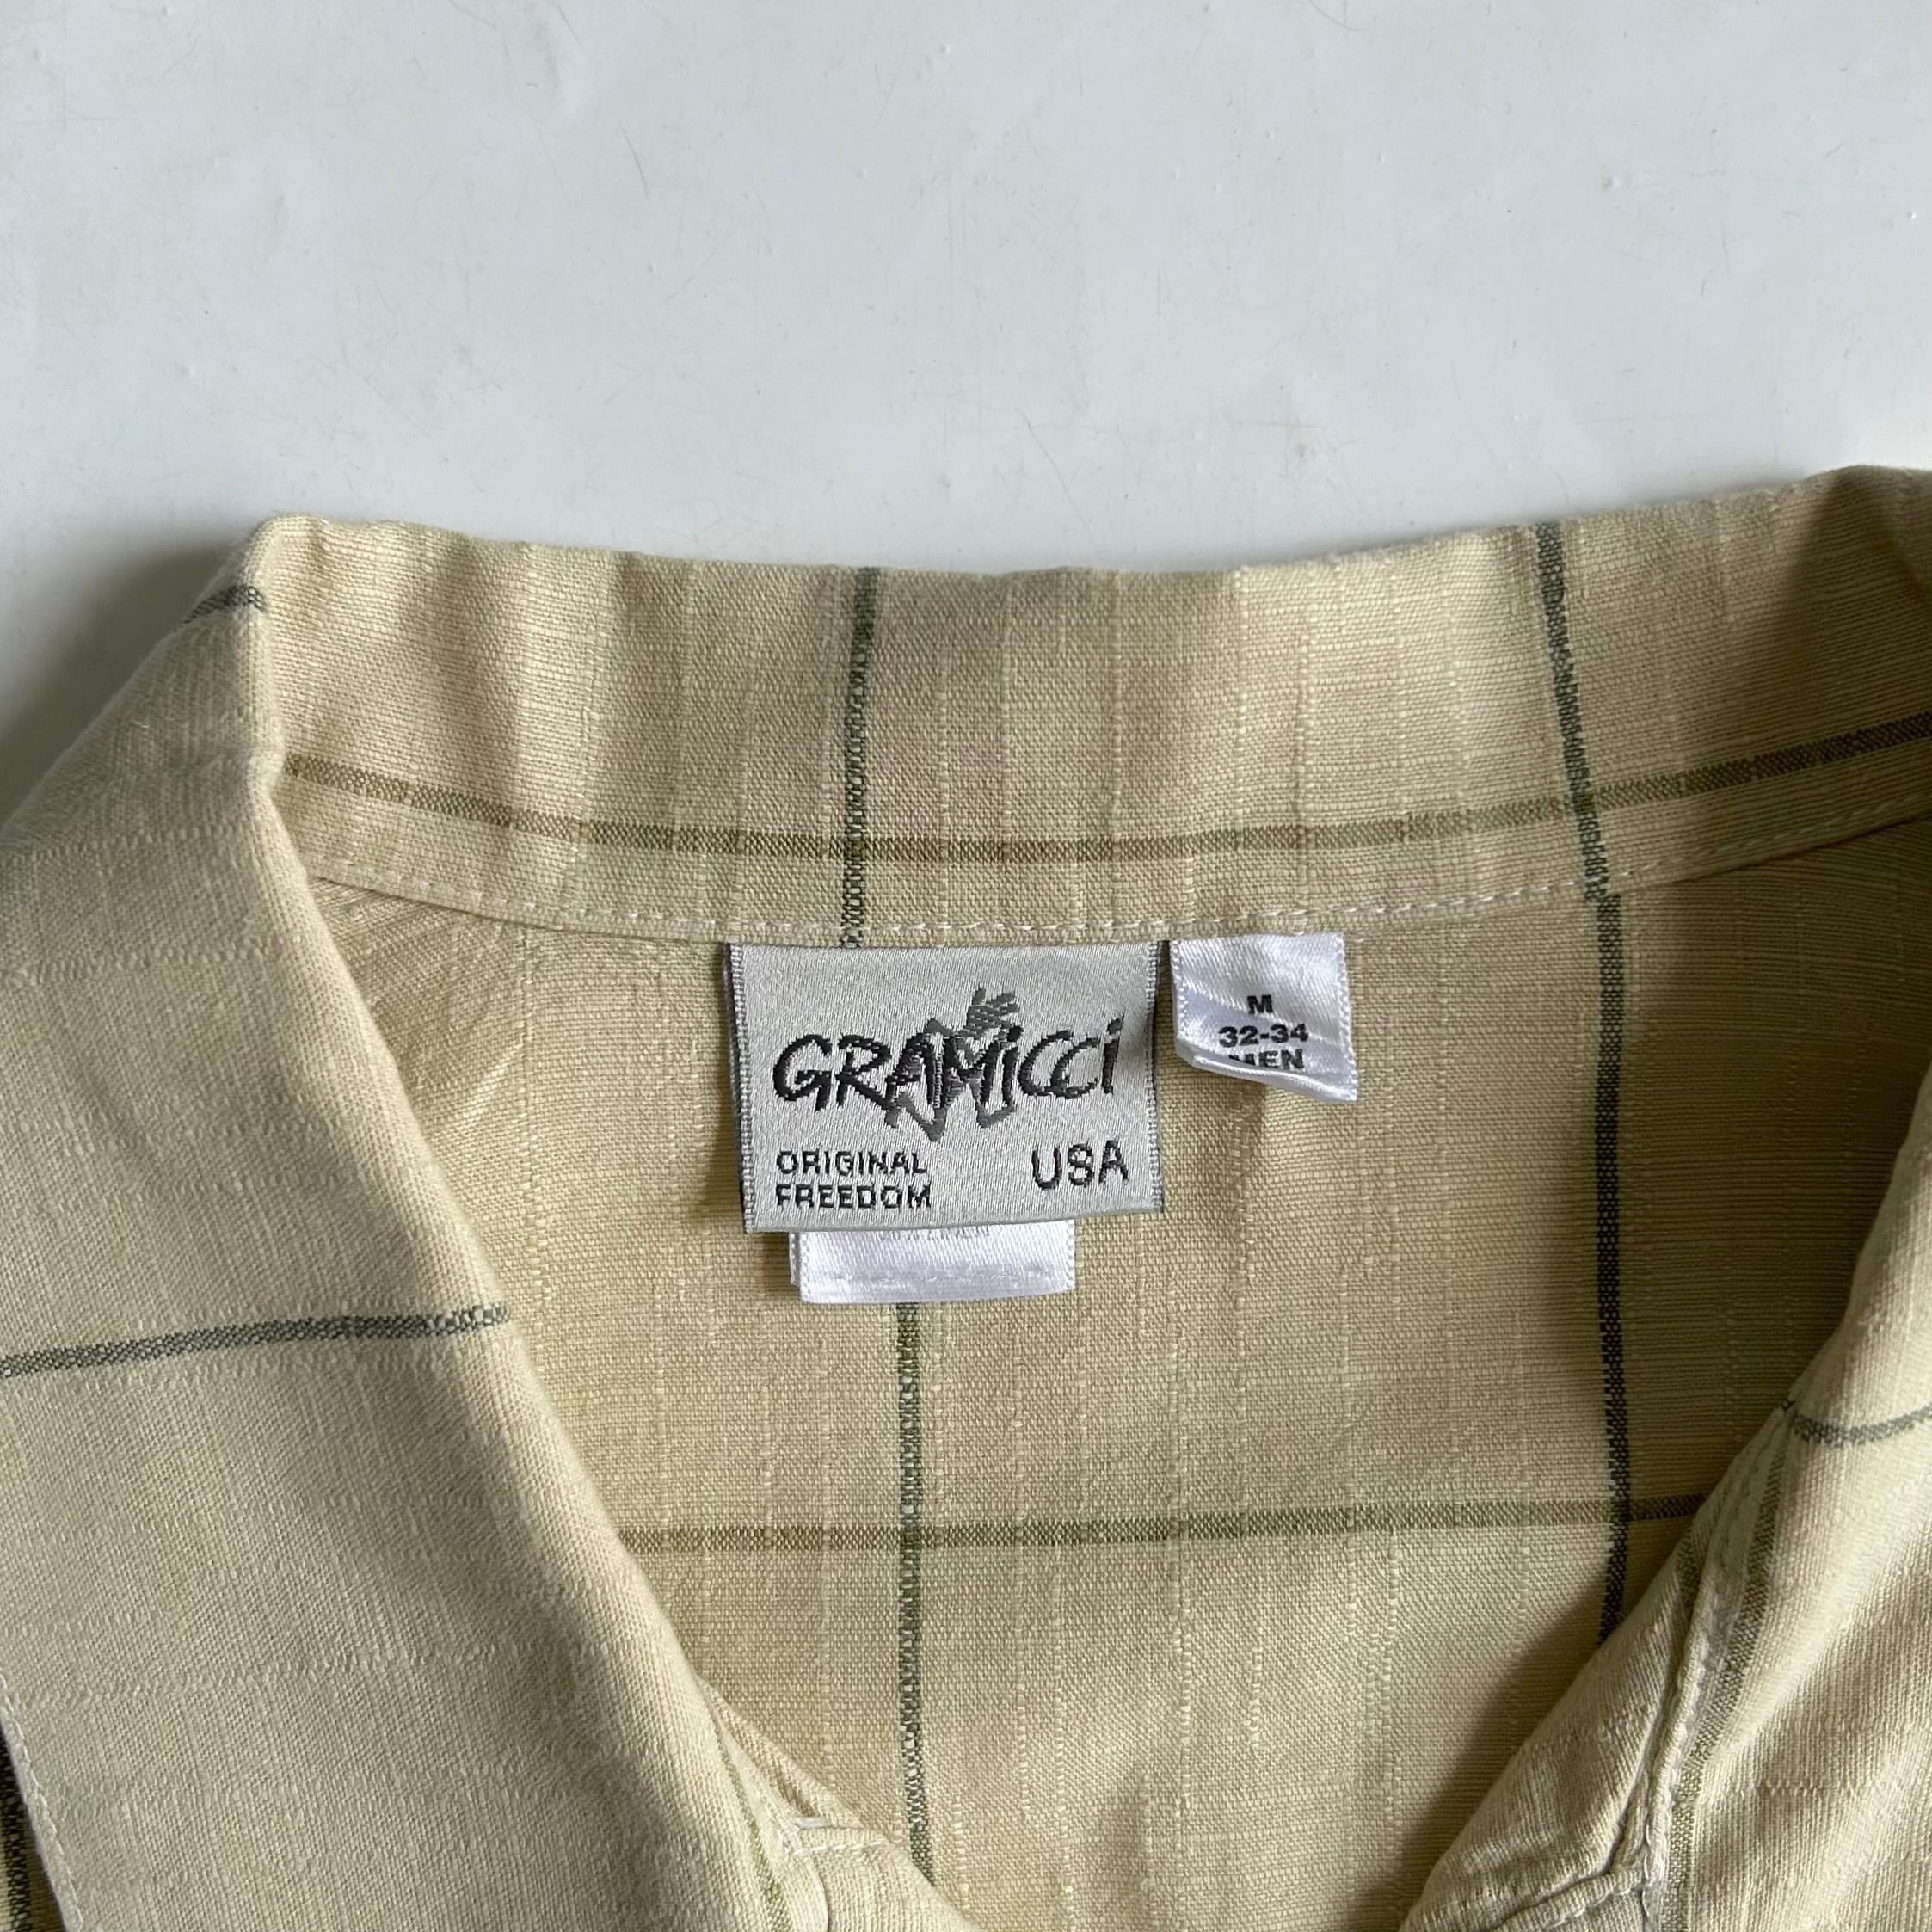 GRAMiCCi
ORIGINAL
FREEDOM
USA
M
32-34
MEN